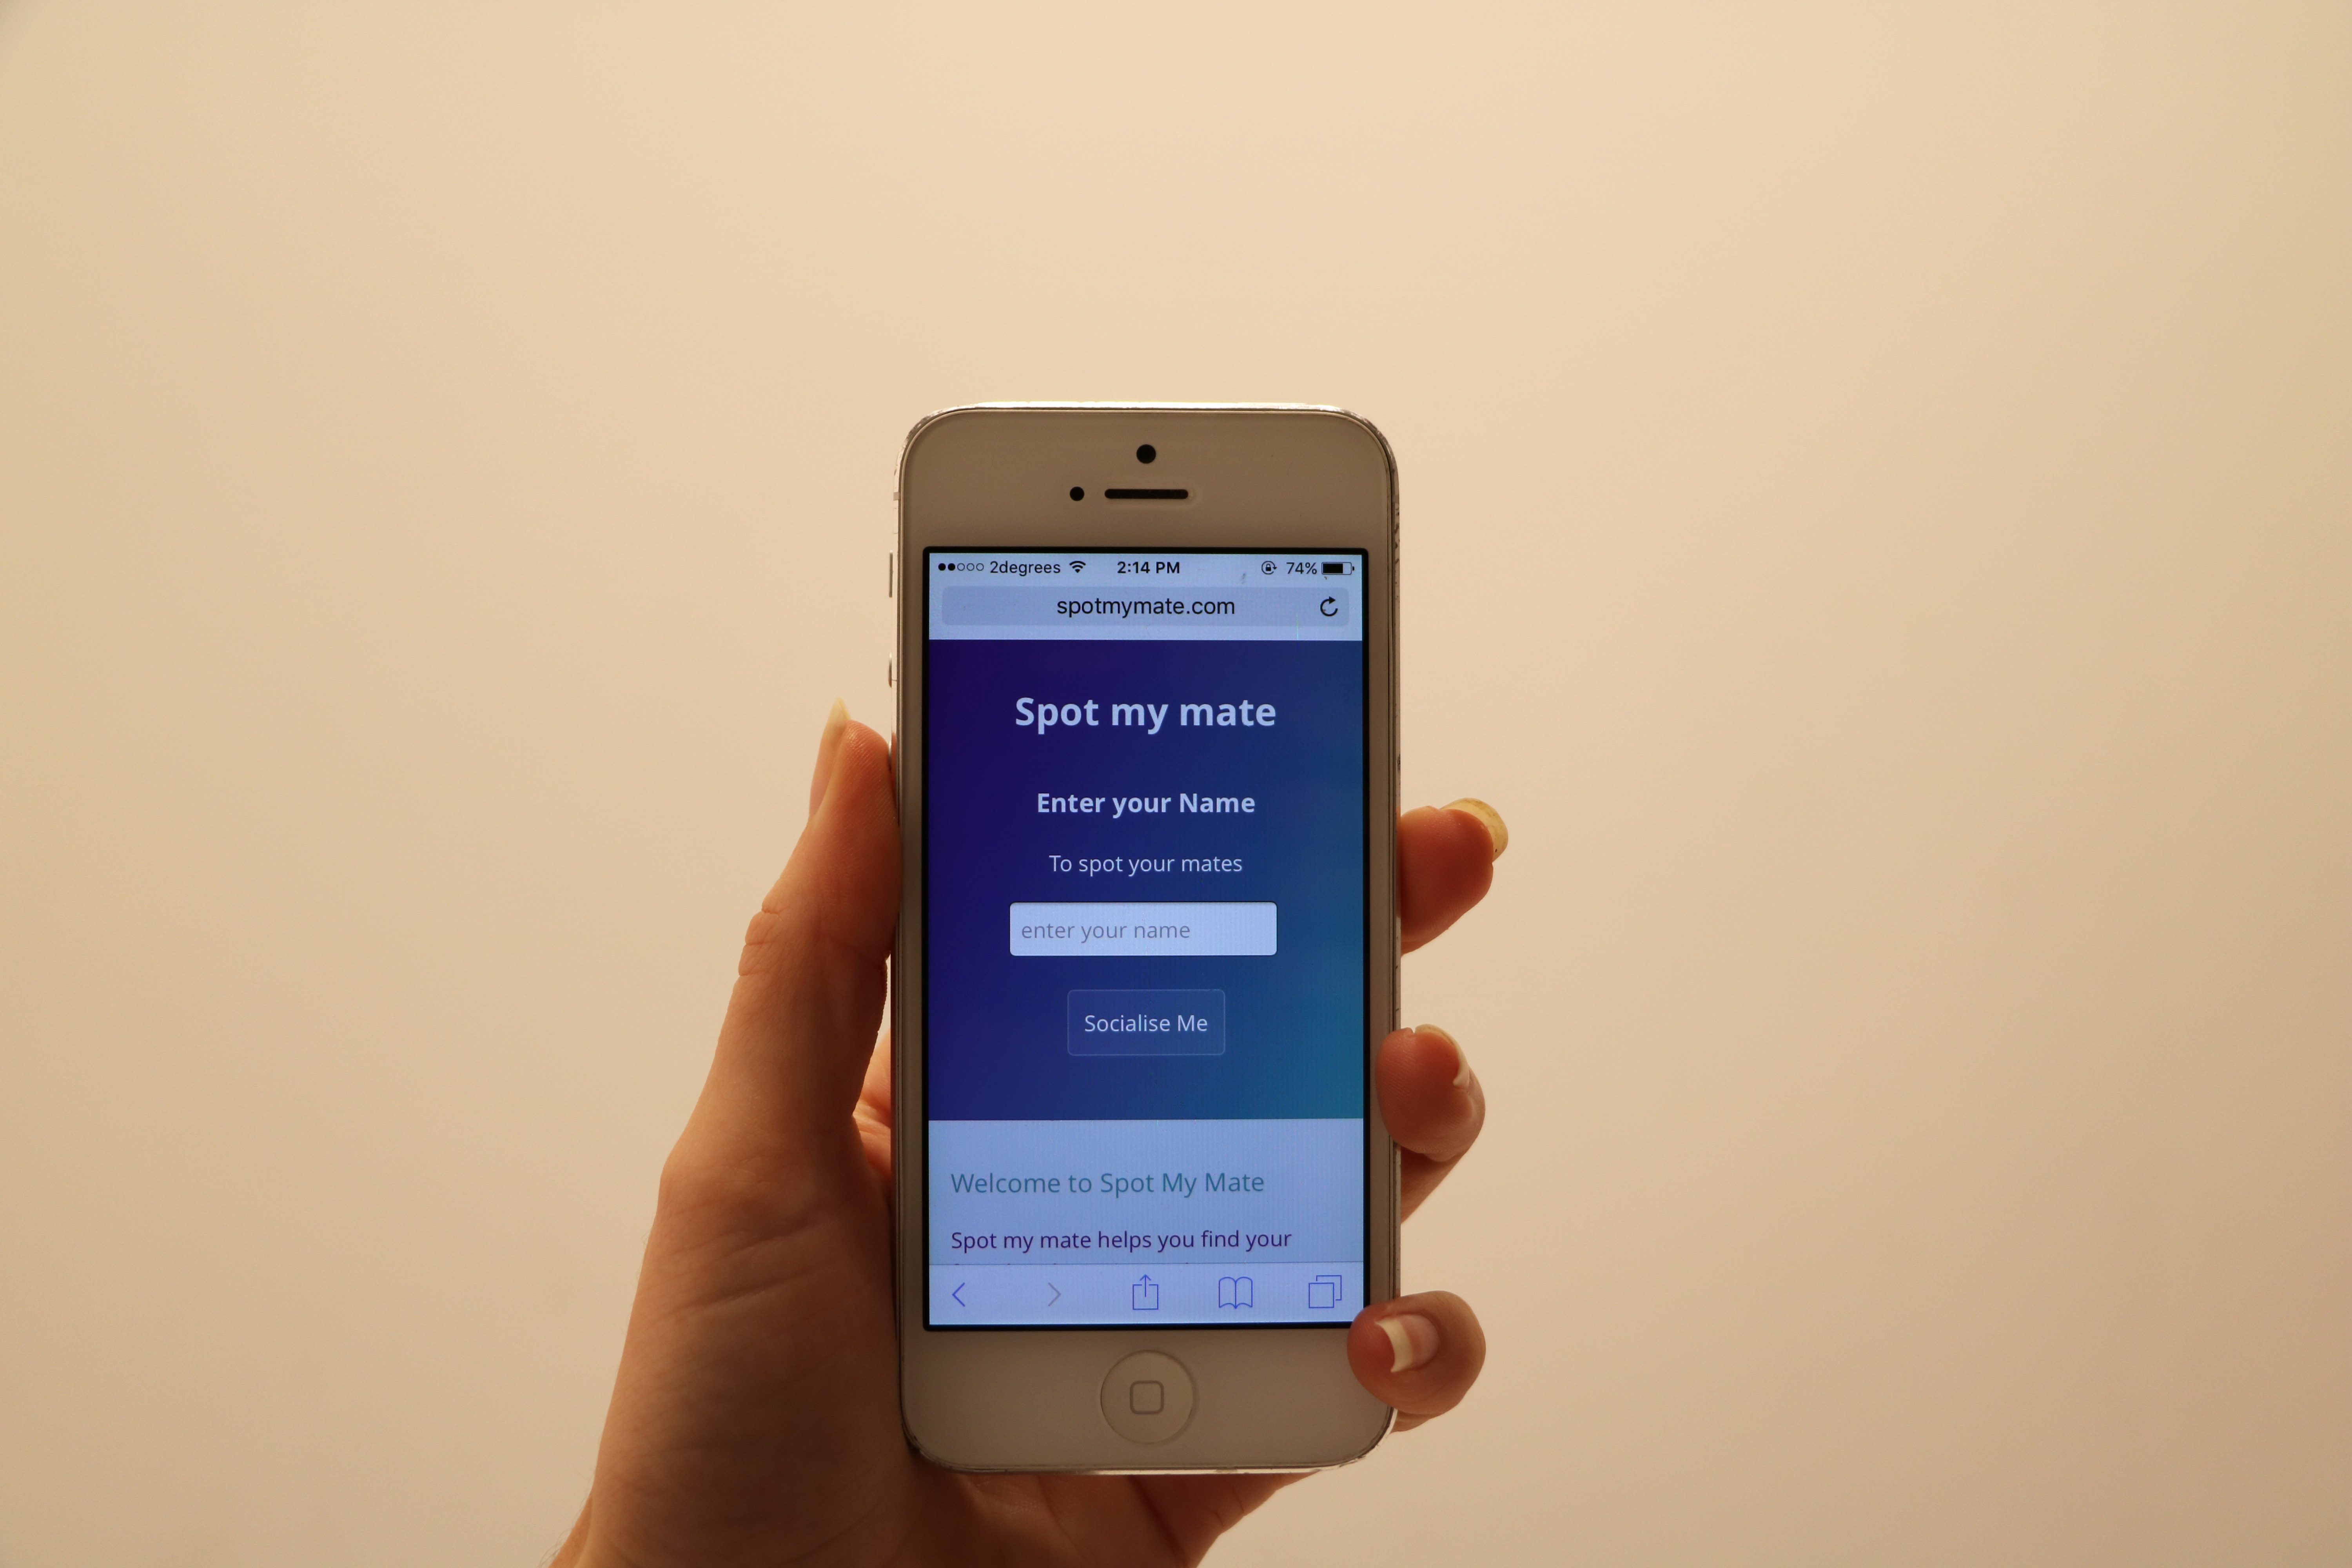 2degrees 2:14 PM 74%
spotmymate.com
Spot my mate
Enter your Name
To spot your mates
enter your name
Socialise Me
Welcome to Spot My Mate
Spot my mate helps you find your